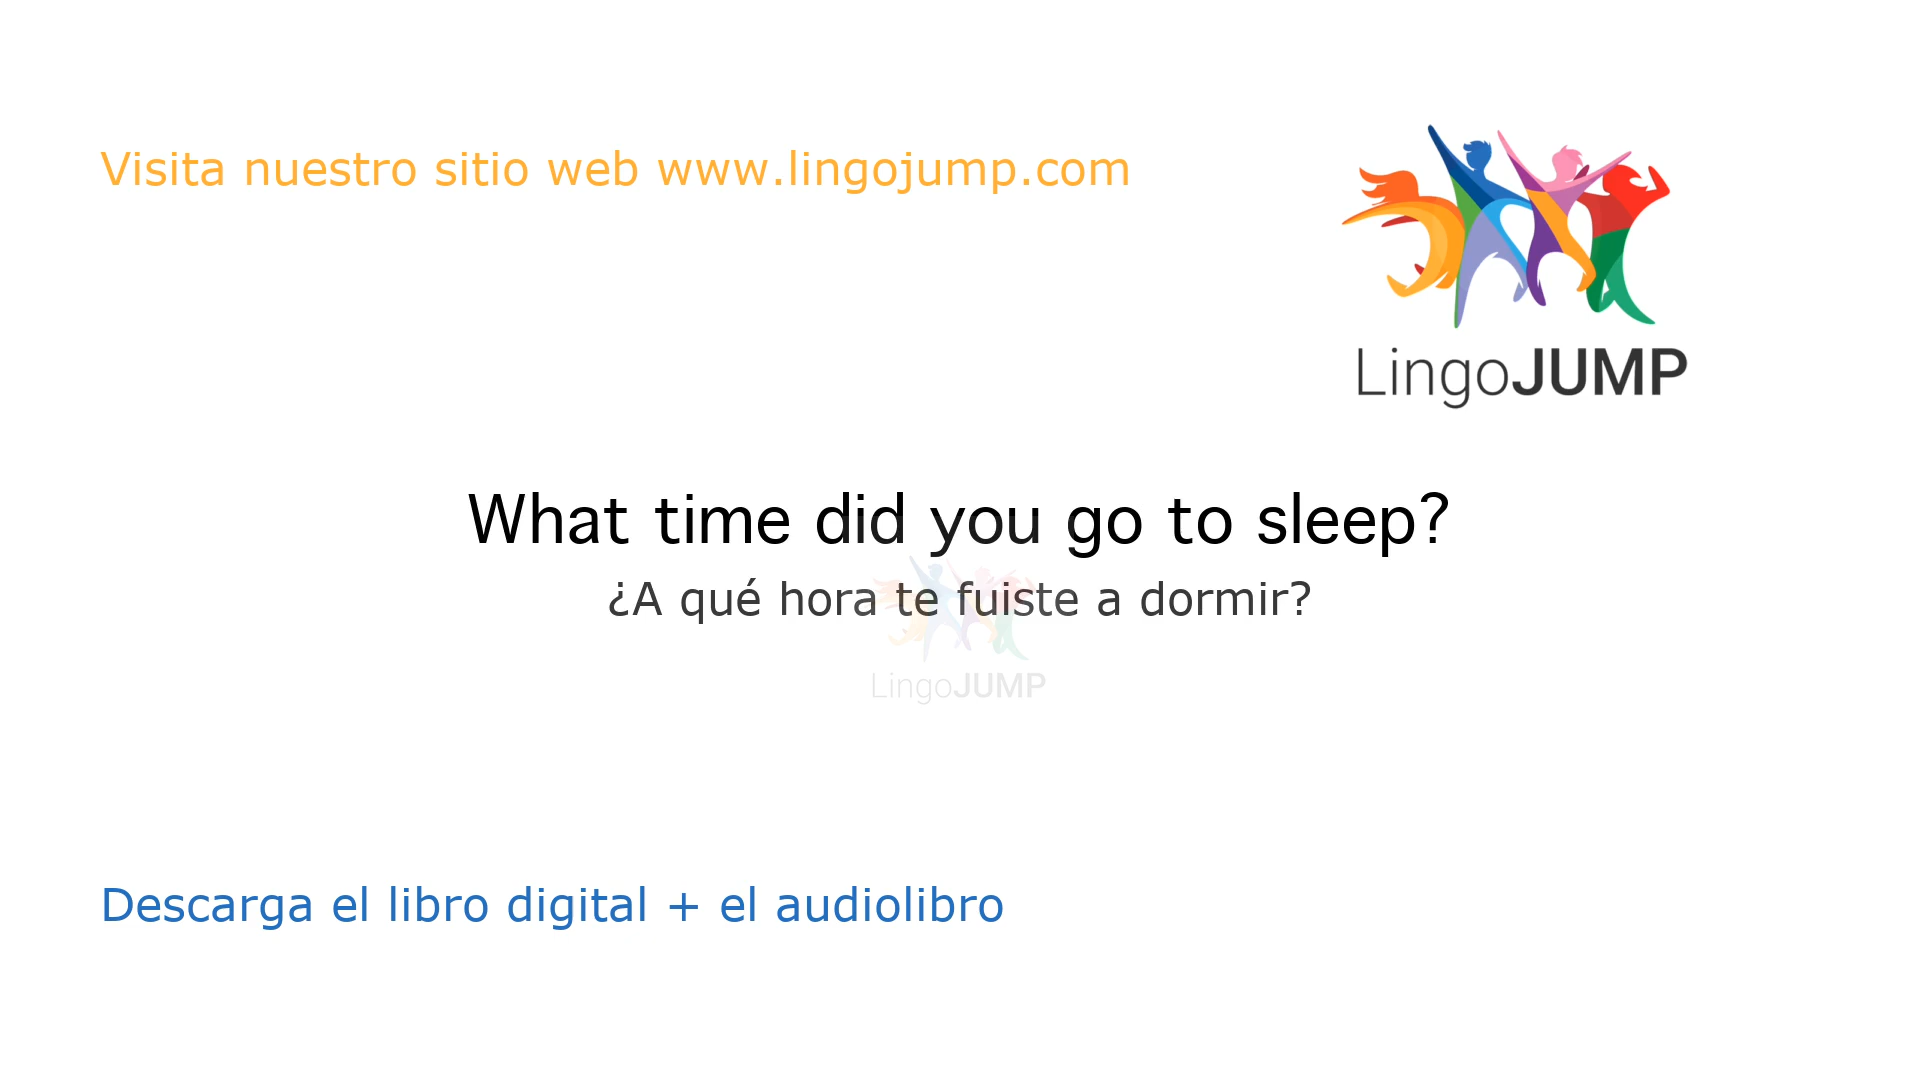 Visita nuestro sitio web www.lingojump.com
LingoJUMP
What time did you go to sleep?
¿A qué hora te fuiste a dormir?
LingoJUMP
Descarga el libro digital + el audiolibro